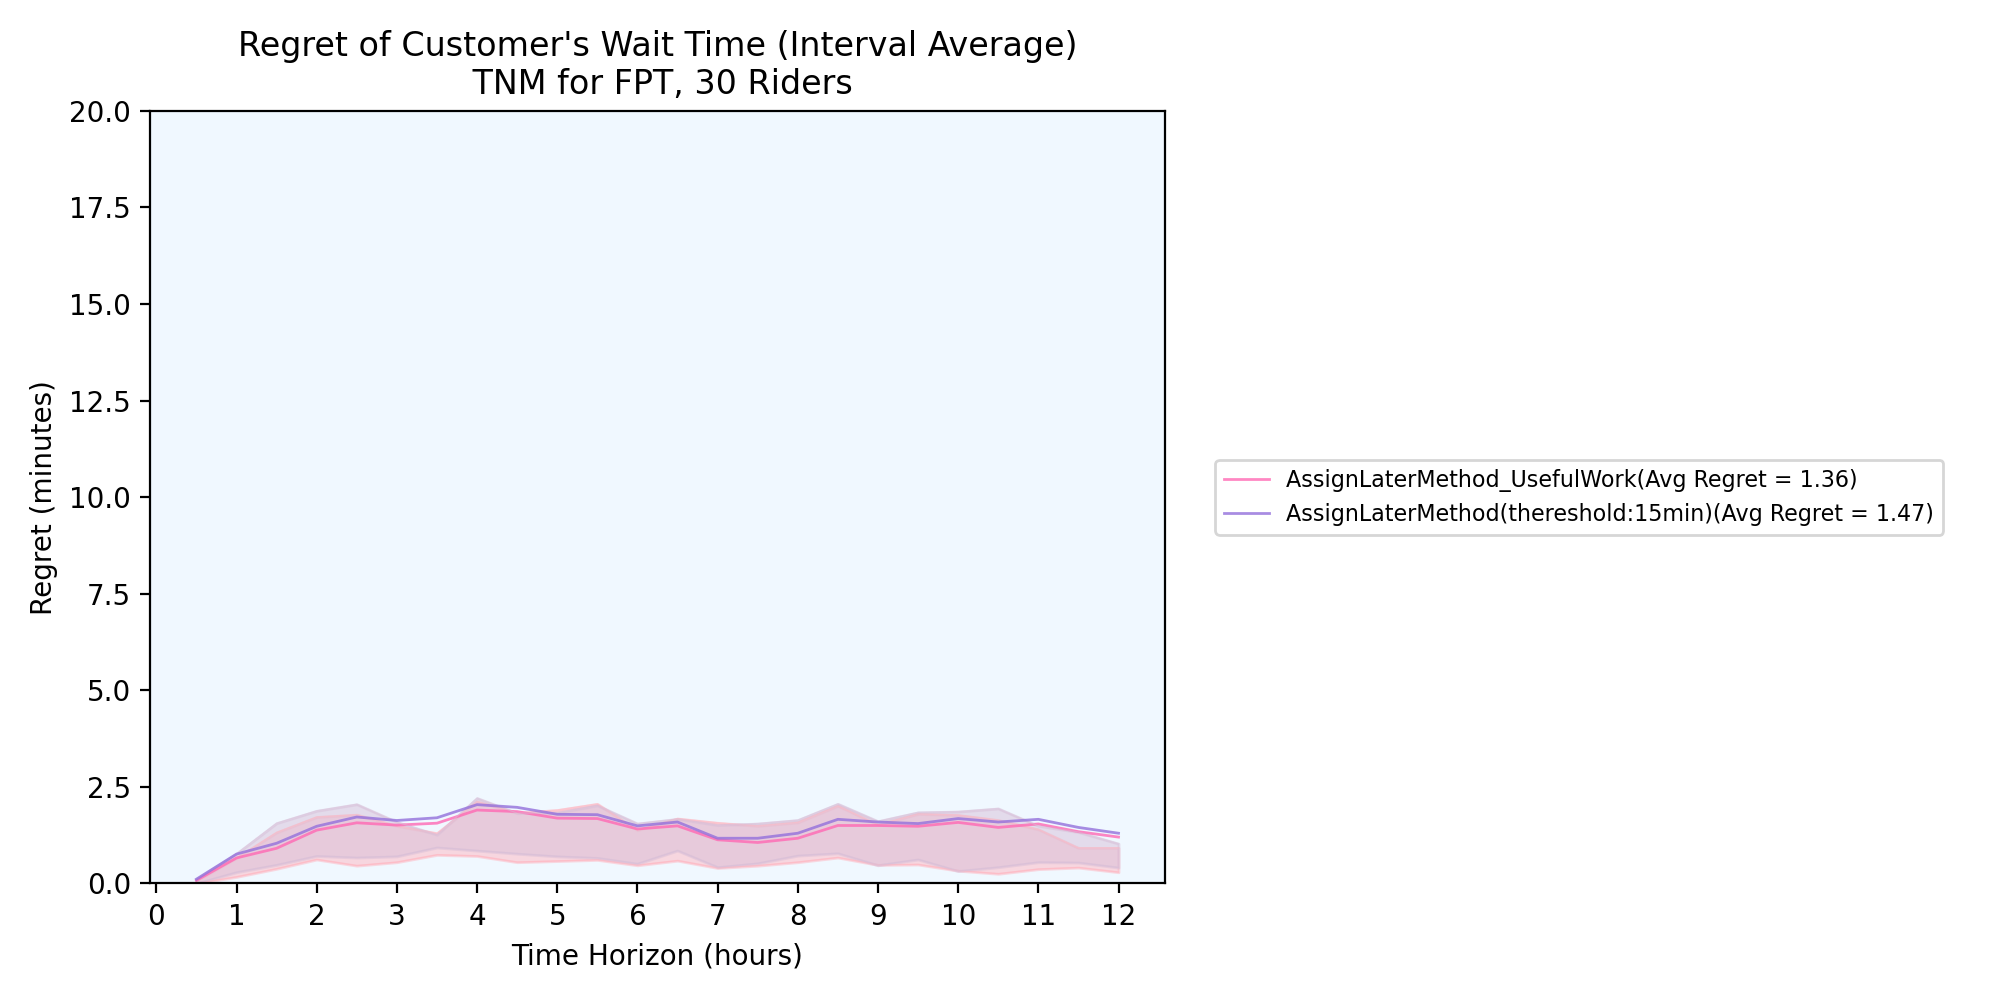 Regret of Customer's Wait Time (Interval Average)
TNM for FPT, 30 Riders
20.0
17.5
15.0
12.5
10.0
7.5
5.0
2.5
0.0
Regret (minutes)
0 1 2 3 4 5 6 7 8 9 10 11 12
Time Horizon (hours)
AssignLaterMethod_UsefulWork(Avg Regret = 1.36)
AssignLaterMethod(thereshold:15min)(Avg Regret = 1.47)